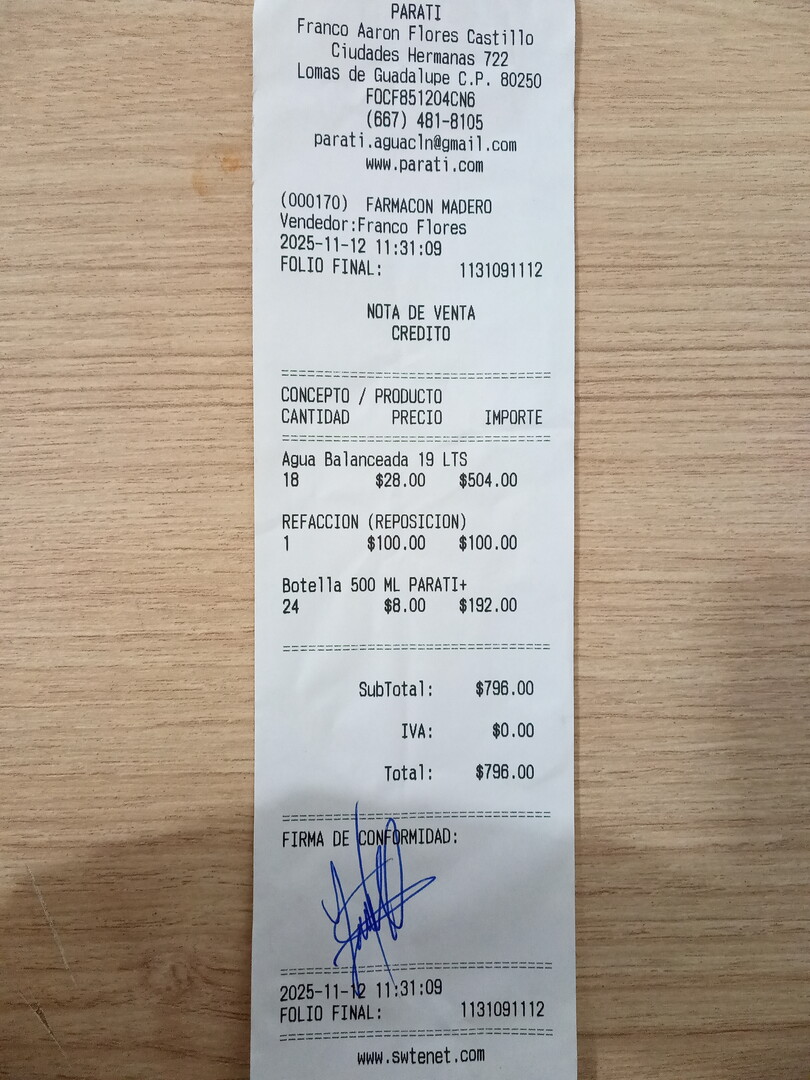 PARATI
Franco Aaron Flores Castillo
Ciudades Hermanas 722
Lomas de Guadalupe C.P. 80250
FOCF851204CN6
(667) 481-8105
parati.aguacln@gmail.com
www.parati.com
(000170) FARMACON MADERO
Vendedor:Franco Flores
2025-11-12 11:31:09
FOLIO FINAL: 1131091112
NOTA DE VENTA
CREDITO
================================
CONCEPTO / PRODUCTO
CANTIDAD PRECIO IMPORTE
================================
Agua Balanceada 19 LTS
18 $28.00 $504.00
REFACCION (REPOSICION)
1 $100.00 $100.00
Botella 500 ML PARATI+
24 $8.00 $192.00
================================
SubTotal: $796.00
IVA: $0.00
Total: $796.00
================================
FIRMA DE CONFORMIDAD:
================================
2025-11-12 11:31:09
FOLIO FINAL: 1131091112
================================
www.swtenet.com